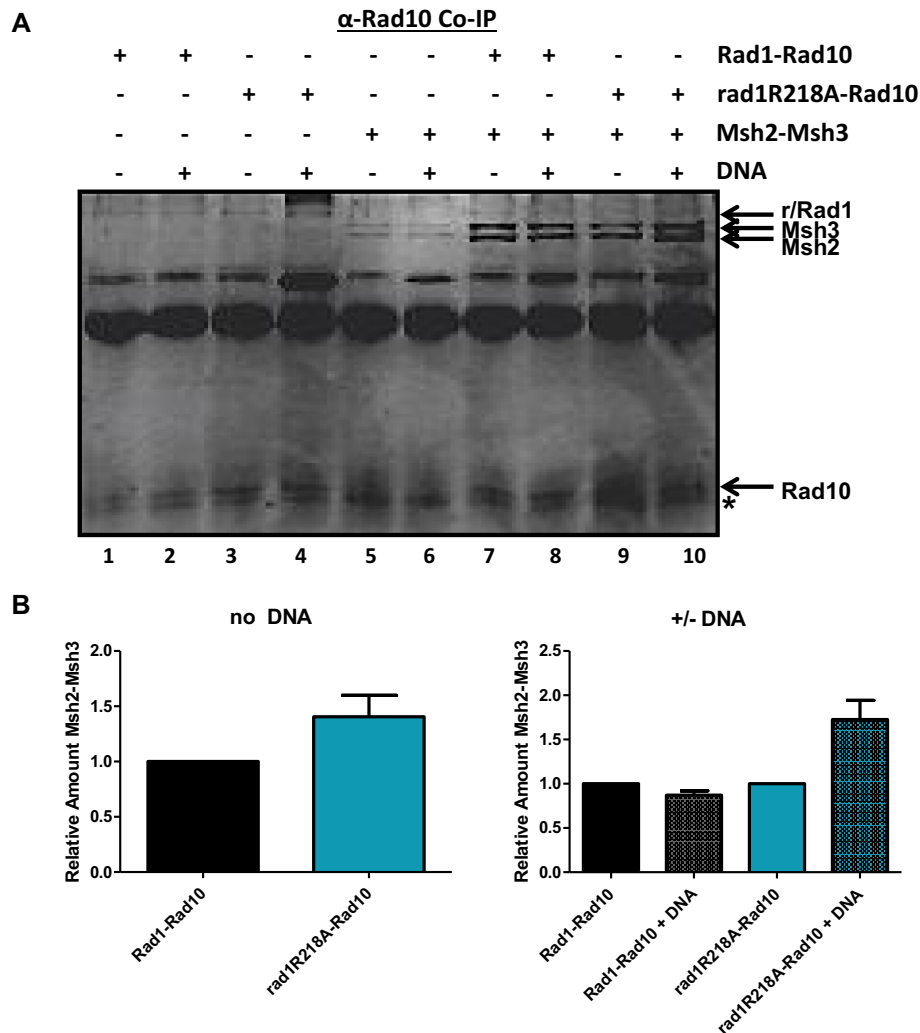 A
α-Rad10 Co-IP
+ + - - - - + + - - Rad1-Rad10
- - + + - - - - + + rad1R218A-Rad10
- - - - + + + + + + Msh2-Msh3
- + - + - + - + - + DNA
r/Rad1
Msh3
Msh2
Rad10
*
1 2 3 4 5 6 7 8 9 10
B
no DNA
Relative Amount Msh2-Msh3
2.0
1.5
1.0
0.5
0.0
Rad1-Rad10
rad1R218A-Rad10
+/- DNA
Relative Amount Msh2-Msh3
2.5
2.0
1.5
1.0
0.5
0.0
Rad1-Rad10
Rad1-Rad10 + DNA
rad1R218A-Rad10
rad1R218A-Rad10 + DNA